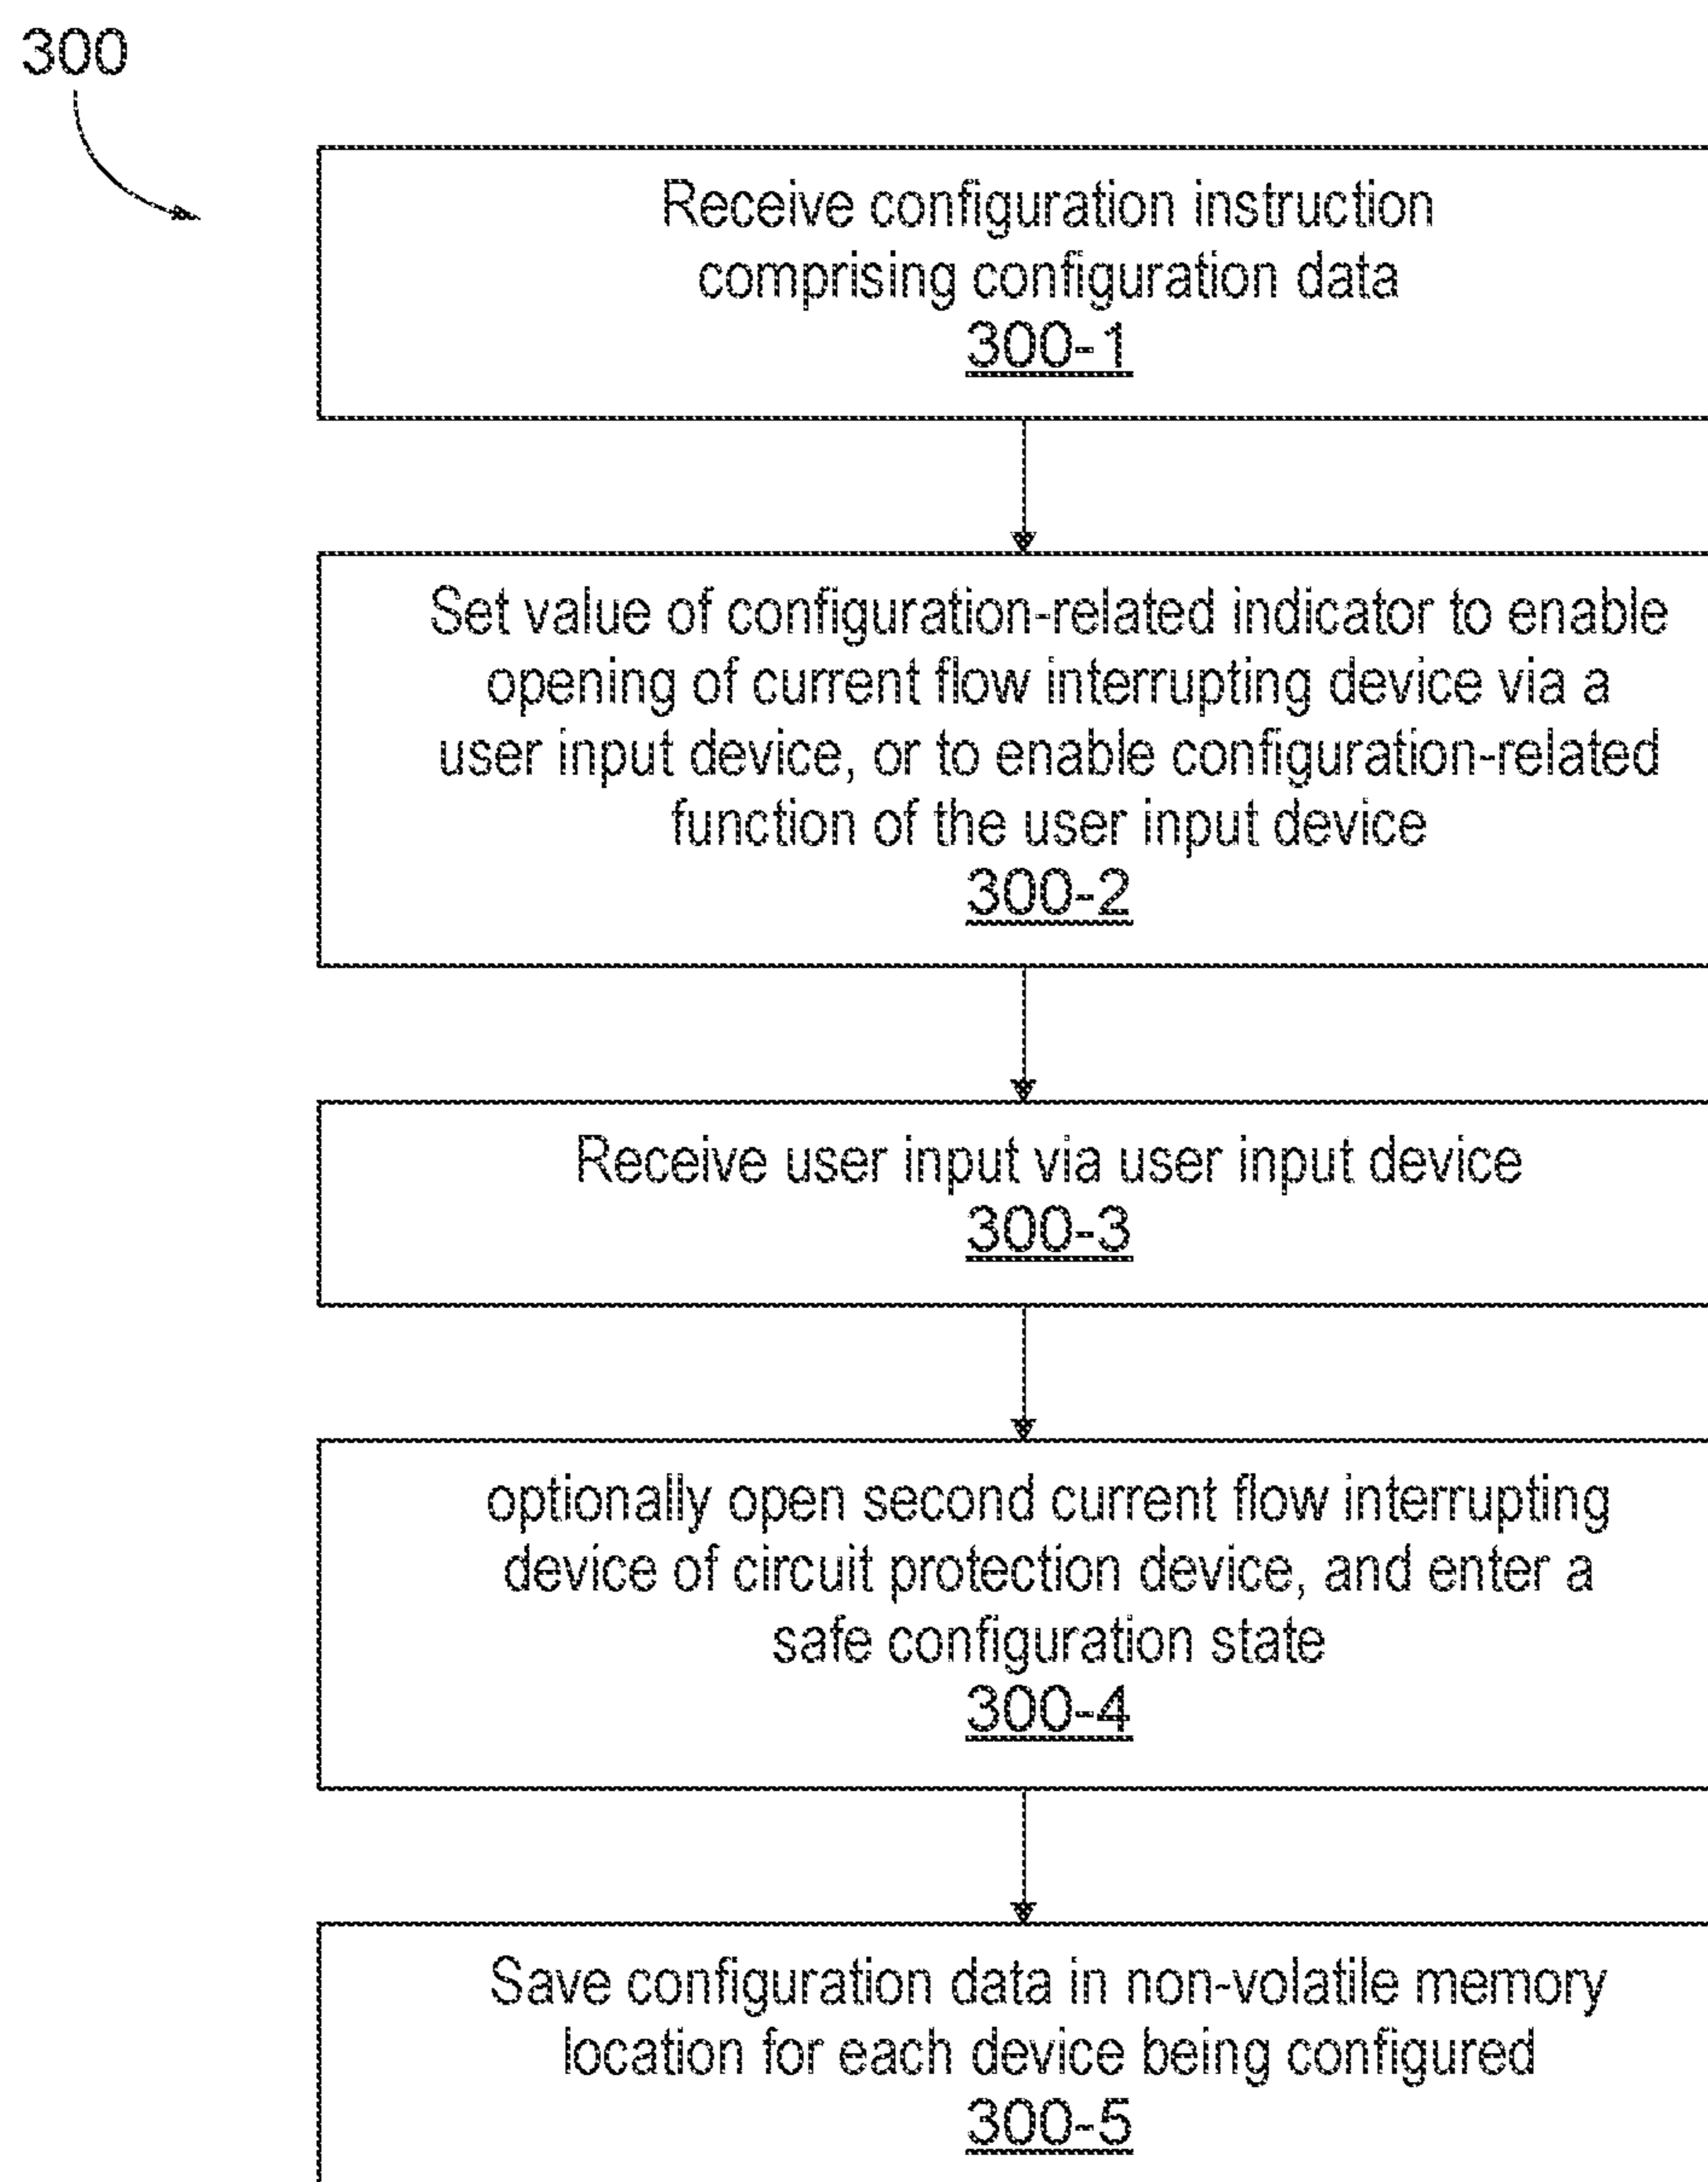 300
Receive configuration instruction
comprising configuration data
300-1
Set value of configuration-related indicator to enable
opening of current flow interrupting device via a
user input device, or to enable configuration-related
function of the user input device
300-2
Receive user input via user input device
300-3
optionally open second current flow interrupting
device of circuit protection device, and enter a
safe configuration state
300-4
Save configuration data in non-volatile memory
location for each device being configured
300-5